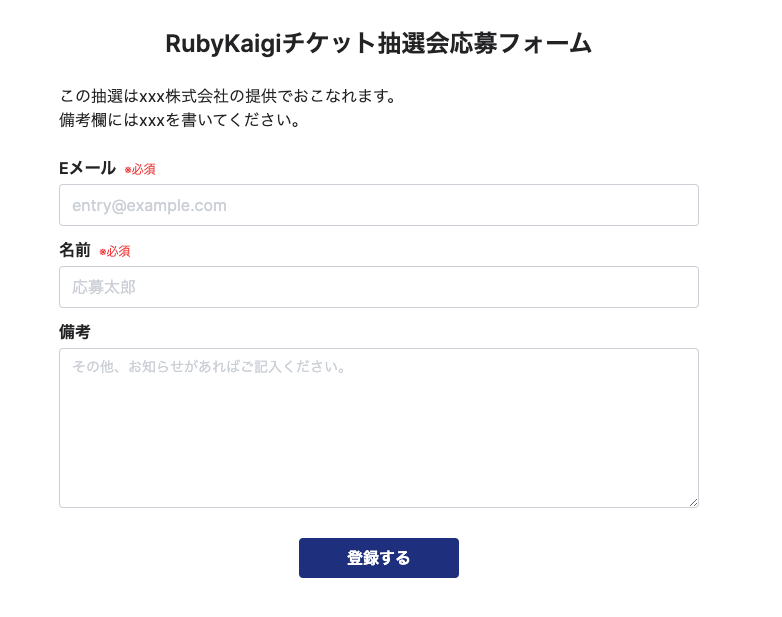 RubyKaigiチケット抽選会応募フォーム
この抽選はxxx株式会社の提供でおこなれます。
備考欄にはxxxを書いてください。
Eメール ※必須
entry@example.com
名前 ※必須
応募太郎
備考
その他、お知らせがあればご記入ください。
登録する